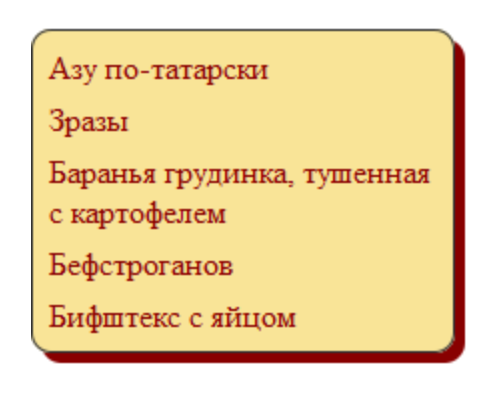 Азу по-татарски
Зразы
Баранья грудинка, тушенная
с картофелем
Бефстроганов
Бифштекс с яйцом